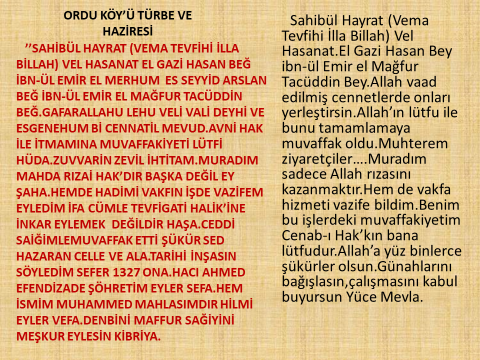 ORDU KÖY’Ü TÜRBE VE
HAZİRESİ
’’SAHİBÜL HAYRAT (VEMA TEVFİHİ İLLA
BİLLAH) VEL HASANAT EL GAZİ HASAN BEĞ
İBN-ÜL EMİR EL MERHUM  ES SEYYİD ARSLAN
BEĞ İBN-ÜL EMİR EL MAĞFUR TACÜDDİN
BEĞ.GAFARALLAHU LEHU VELİ VALİ DEYHİ VE
ESGENEHUM Bİ CENNATİL MEVUD.AVNİ HAK
İLE İTMAMINA MUVAFFAKİYETİ LÜTFİ
HÜDA.ZUVVARİN ZEVİL İHTİTAM.MURADIM
MAHDA RIZAİ HAK’DIR BAŞKA DEĞİL EY
ŞAHA.HEMDE HADİMİ VAKFIN İŞDE VAZİFEM
EYLEDİM İFA CÜMLE TEVFİGATİ HALİK’İNE
İNKAR EYLEMEK  DEĞİLDİR HAŞA.CEDDİ
SAİĞİMLEMUVAFFAK ETTİ ŞÜKÜR SED
HAZARAN CELLE VE ALA.TARİHİ İNŞASIN
SÖYLEDİM SEFER 1327 ONA.HACI AHMED
EFENDİZADE ŞÖHRETİM EYLER SEFA.HEM
İSMİM MUHAMMED MAHLASIMDIR HİLMİ
EYLER VEFA.DENBİNİ MAFFUR SAĞİYİNİ
MEŞKUR EYLESİN KİBRİYA.
Sahibül Hayrat (Vema
Tevfihi İlla Billah) Vel
Hasanat.El Gazi Hasan Bey
ibn-ül Emir el Mağfur
Tacüddin Bey.Allah vaad
edilmiş cennetlerde onları
yerleştirsin.Allah’ın lütfu ile
bunu tamamlamaya
muvaffak oldu.Muhterem
ziyaretçiler....Muradım
sadece Allah rızasını
kazanmaktır.Hem de vakfa
hizmeti vazife bildim.Benim
bu işlerdeki muvaffakiyetim
Cenab-ı Hak’kın bana
lütfudur.Allah’a yüz binlerce
şükürler olsun.Günahlarını
bağışlasın,çalışmasını kabul
buyursun Yüce Mevla.